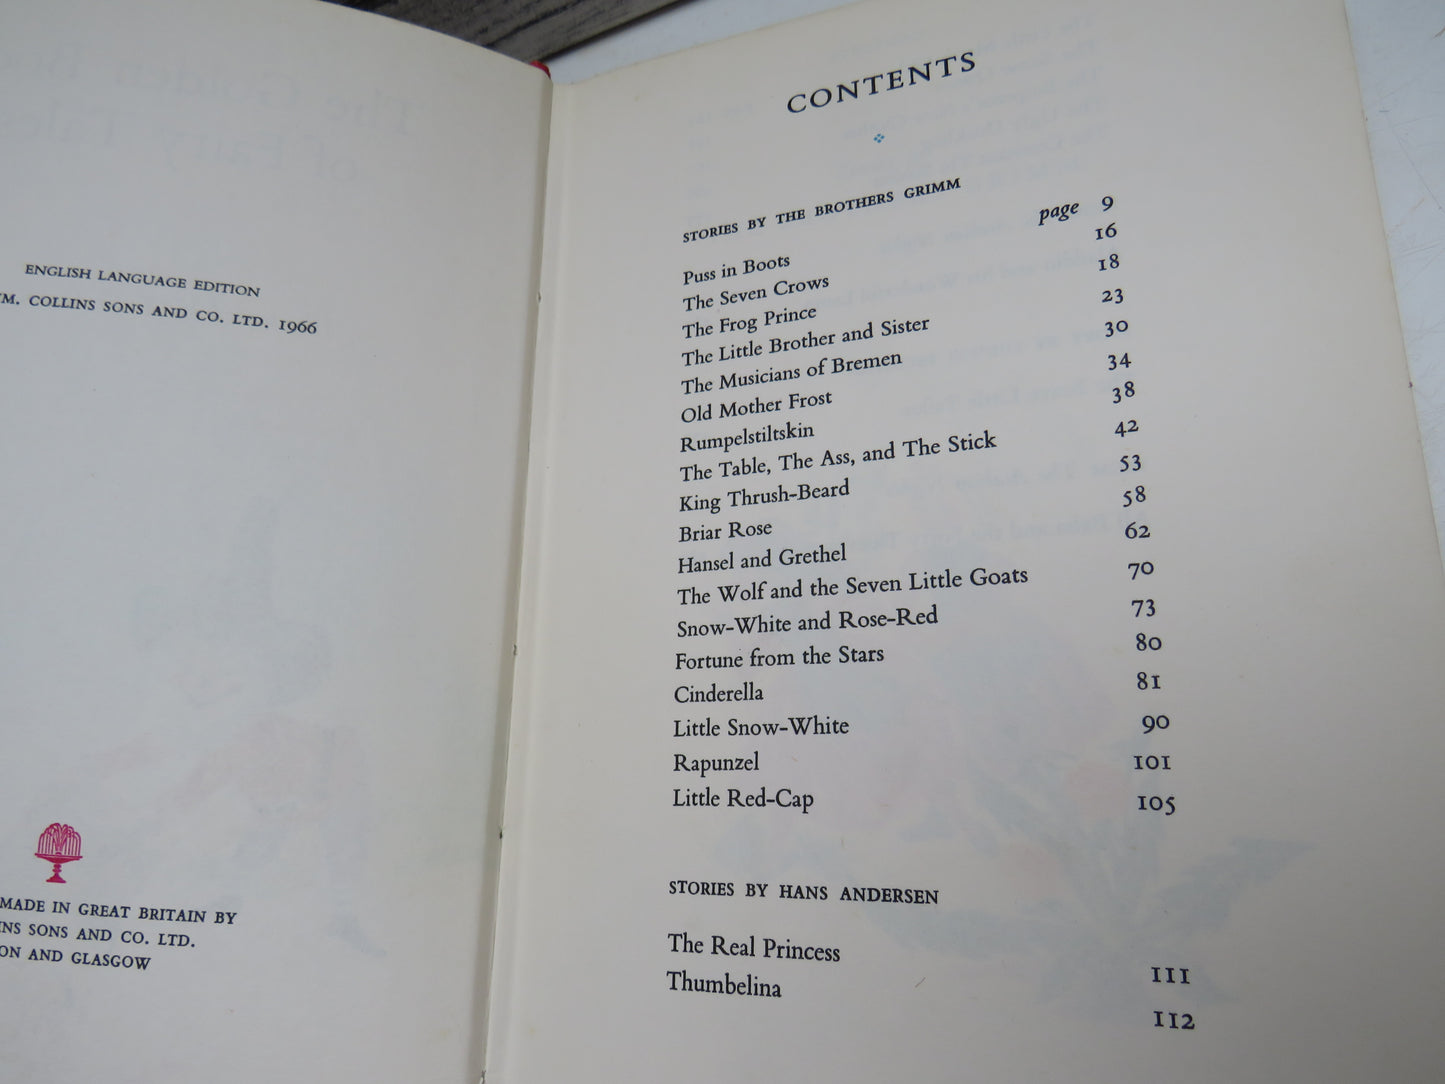 ENGLISH LANGUAGE EDITION
M. COLLINS SONS AND CO. LTD. 1966
MADE IN GREAT BRITAIN BY
INS SONS AND CO. LTD.
ON AND GLASGOW
CONTENTS
STORIES BY THE BROTHERS GRIMM
Puss in Boots page 9
The Seven Crows 16
The Frog Prince 18
The Little Brother and Sister 23
The Musicians of Bremen 30
Old Mother Frost 34
Rumpelstiltskin 38
The Table, The Ass, and The Stick 42
King Thrush-Beard 53
Briar Rose 58
Hansel and Grethel 62
The Wolf and the Seven Little Goats 70
Snow-White and Rose-Red 73
Fortune from the Stars 80
Cinderella 81
Little Snow-White 90
Rapunzel 101
Little Red-Cap 105
STORIES BY HANS ANDERSEN
The Real Princess 111
Thumbelina 112